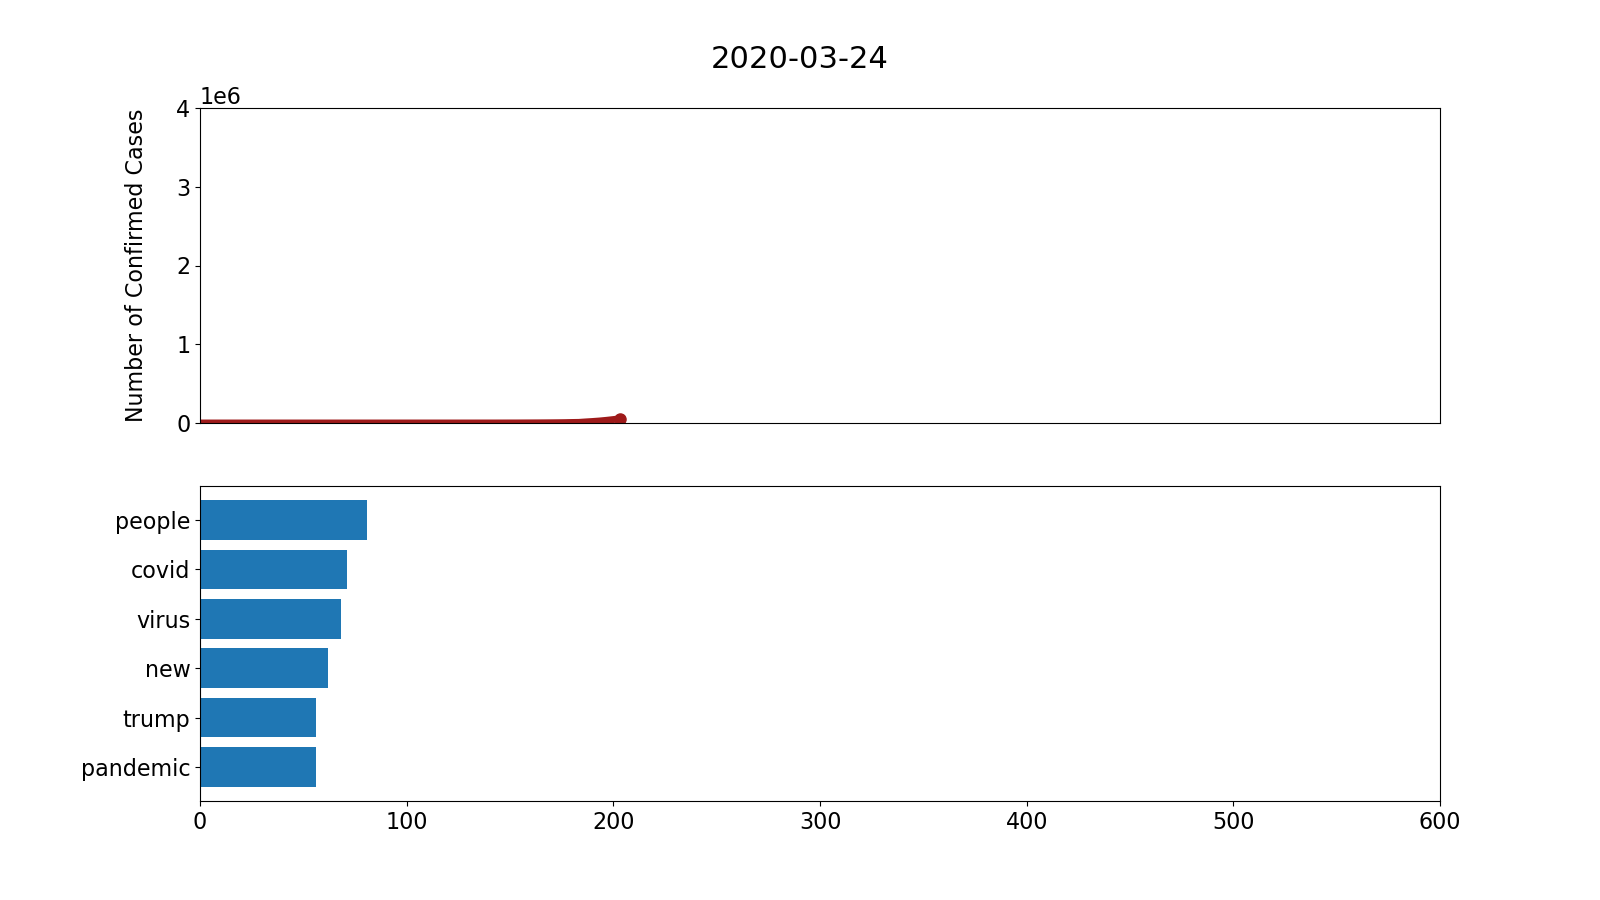 2020-03-24
1e6
Number of Confirmed Cases
4
3
2
1
0
people
covid
virus
new
trump
pandemic
0 100 200 300 400 500 600